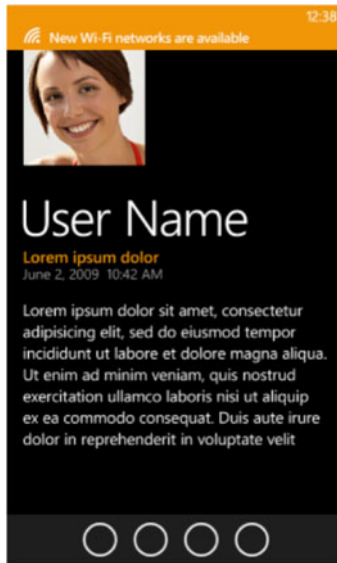 12:38
New Wi-Fi networks are available
User Name
Lorem ipsum dolor
June 2, 2009 10:42 AM
Lorem ipsum dolor sit amet, consectetur
adipisicing elit, sed do eiusmod tempor
incididunt ut labore et dolore magna aliqua.
Ut enim ad minim veniam, quis nostrud
exercitation ullamco laboris nisi ut aliquip
ex ea commodo consequat. Duis aute irure
dolor in reprehenderit in voluptate velit